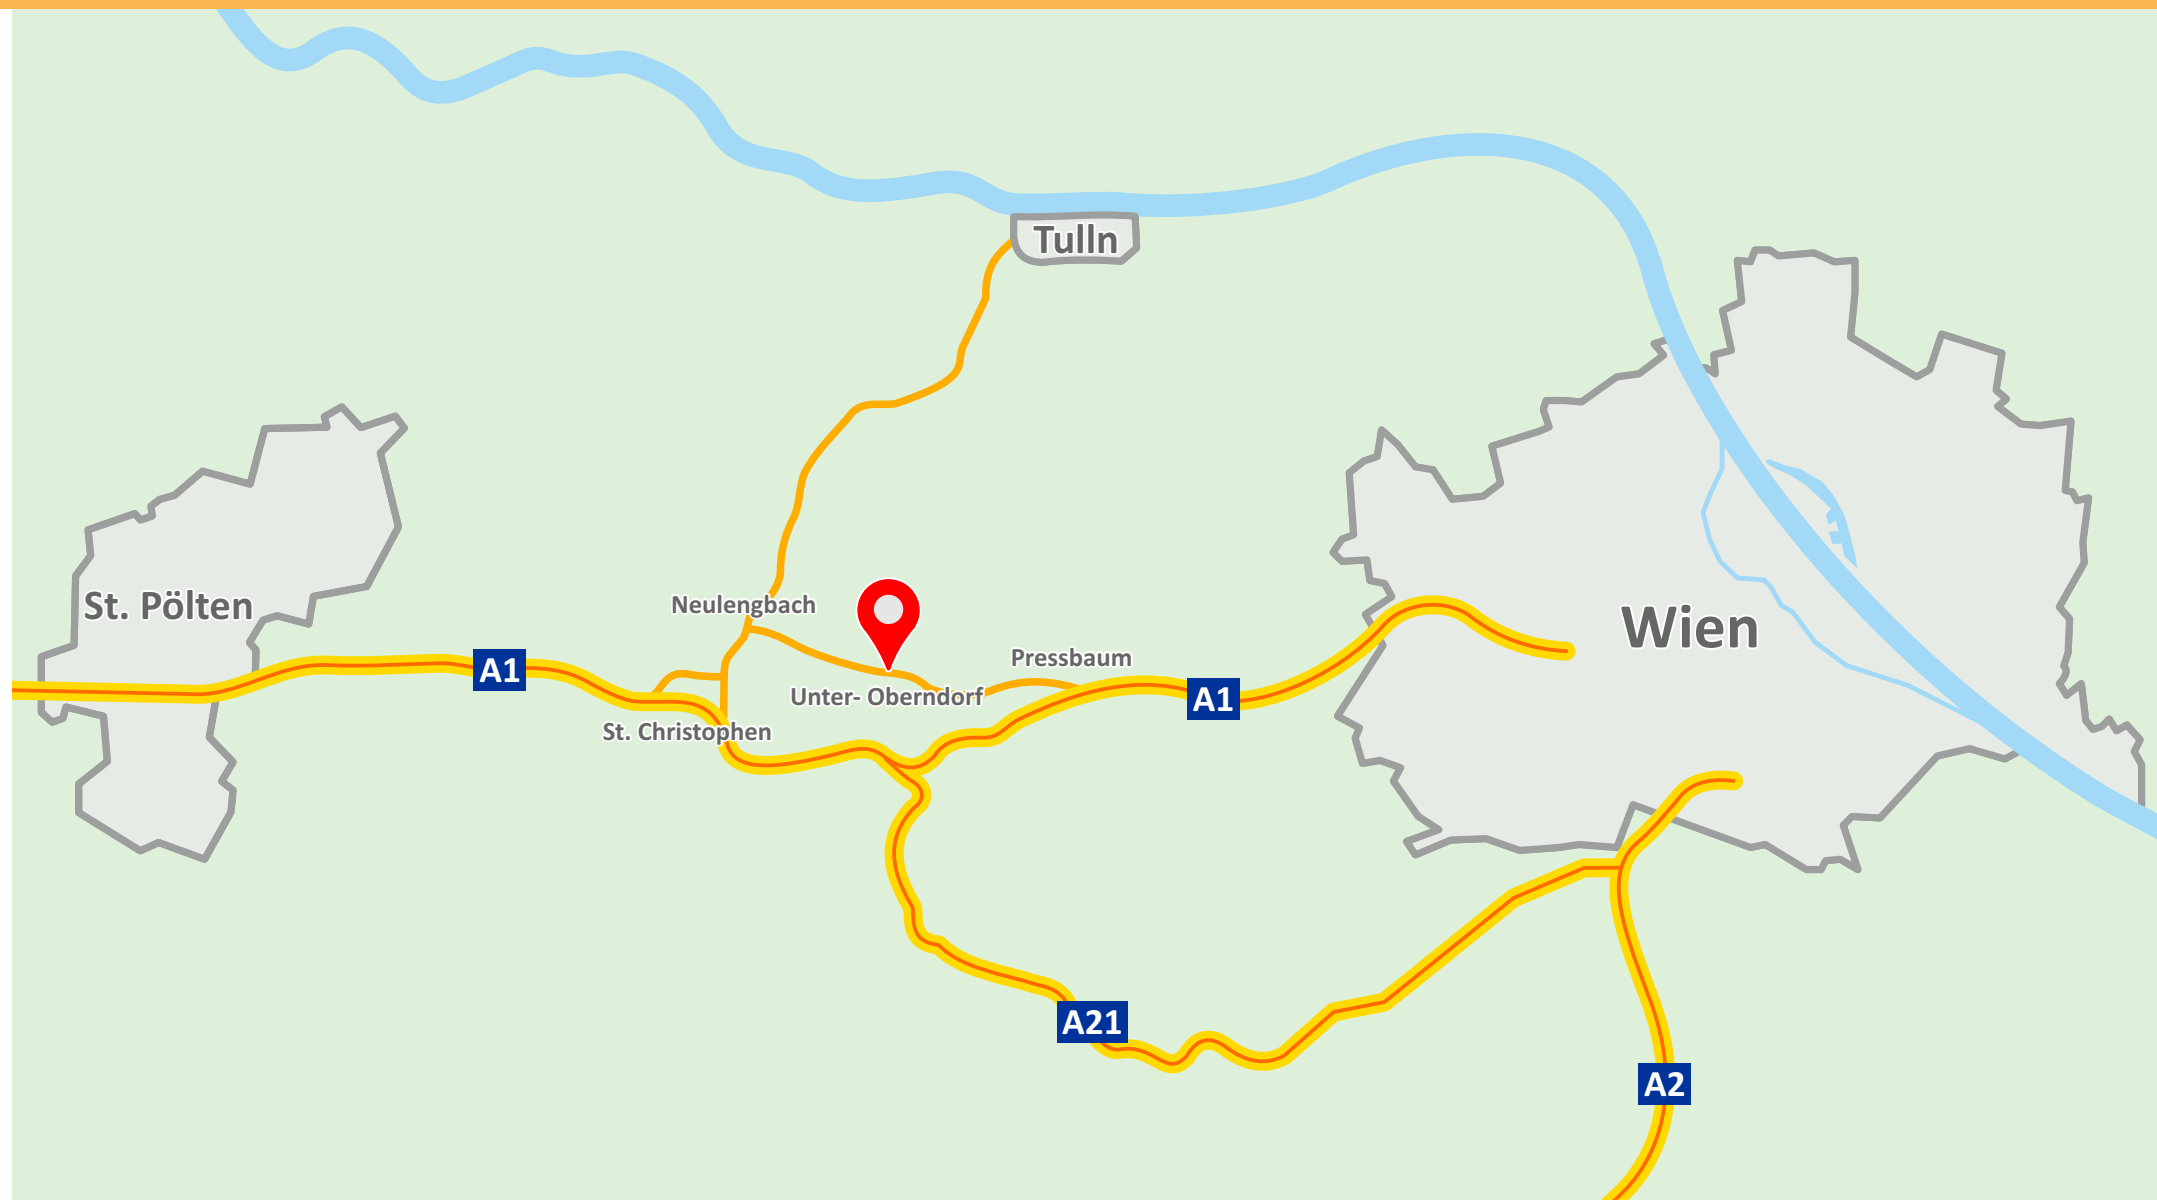 Tulln
St. Pölten
Neulengbach
Wien
Pressbaum
A1
Unter- Oberndorf
A1
St. Christophen
A21
A2